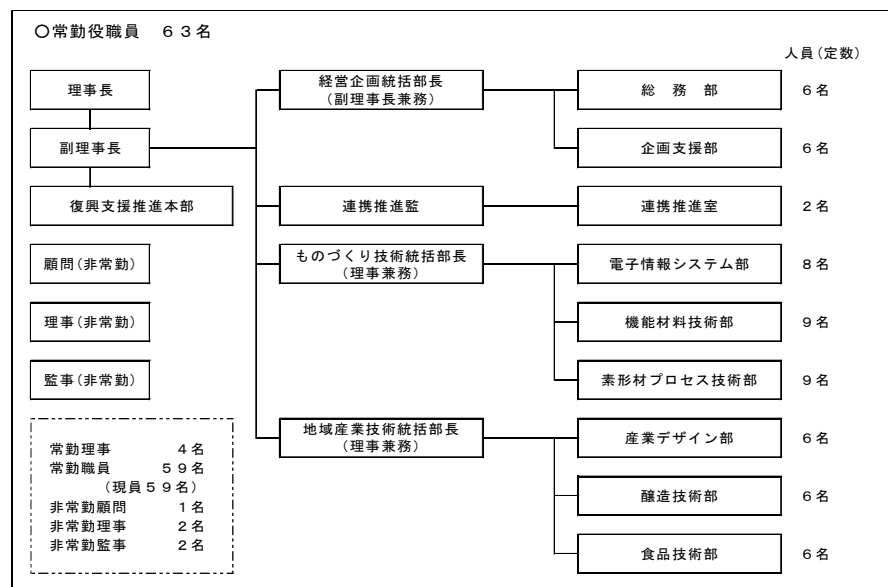 〇常勤役職員 ６３名
人員(定数)
理事長
経営企画統括部長
(副理事長兼務)
総　務　部
６名
副理事長
企画支援部
６名
復興支援推進本部
連携推進監
連携推進室
２名
顧問(非常勤)
ものづくり技術統括部長
(理事兼務)
電子情報システム部
８名
理事(非常勤)
機能材料技術部
９名
監事(非常勤)
素形材プロセス技術部
９名
地域産業技術統括部長
(理事兼務)
産業デザイン部
６名
醸造技術部
６名
食品技術部
６名
常勤理事　４名
常勤職員　５９名
(現員５９名)
非常勤顧問　１名
非常勤理事　２名
非常勤監事　２名